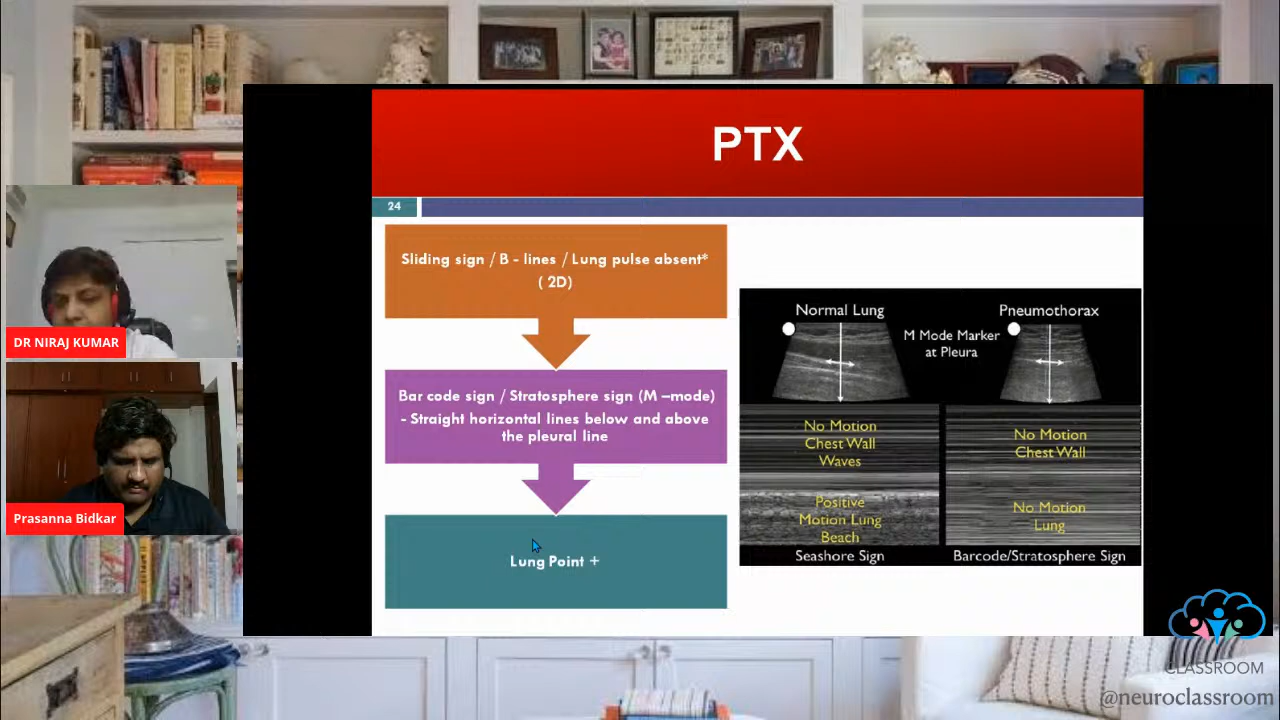 PTX
24
Sliding sign / B - lines / Lung pulse absent*
( 2D)
Bar code sign / Stratosphere sign (M –mode)
- Straight horizontal lines below and above
the pleural line
Lung Point +
Normal Lung
Pneumothorax
M Mode Marker
at Pleura
No Motion
Chest Wall
Waves
No Motion
Chest Wall
Positive
Motion Lung
Beach
No Motion
Lung
Seashore Sign
Barcode/Stratosphere Sign
DR NIRAJ KUMAR
Prasanna Bidkar
CLASSROOM
@neuroclassroom